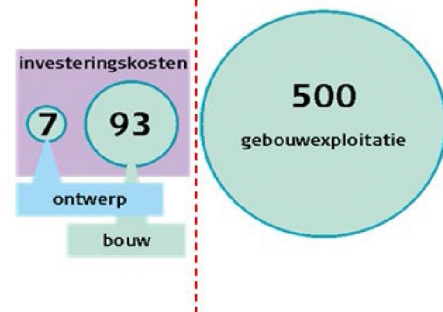 investeringskosten
7 93
ontwerp
bouw
500
gebouwexploitatie